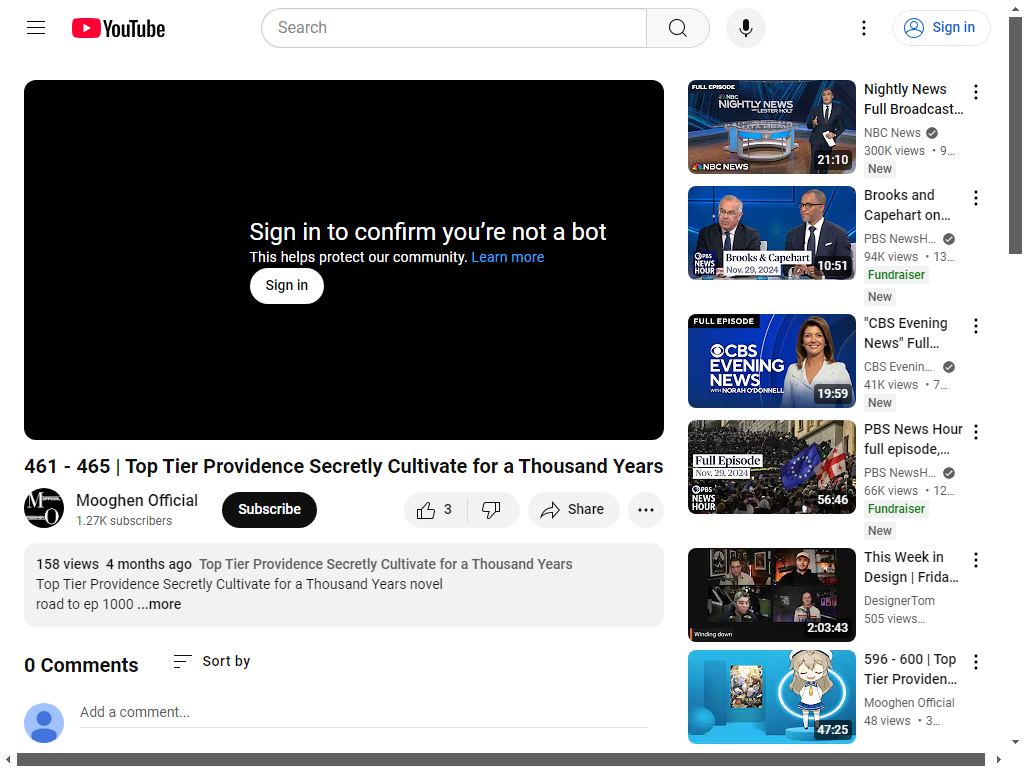 YouTube
Search
Sign in
Sign in to confirm you're not a bot
This helps protect our community. Learn more
Sign in
461 - 465 | Top Tier Providence Secretly Cultivate for a Thousand Years
Mooghen Official
1.27K subscribers
Subscribe
3
Share
158 views 4 months ago Top Tier Providence Secretly Cultivate for a Thousand Years
Top Tier Providence Secretly Cultivate for a Thousand Years novel
road to ep 1000 ...more
0 Comments
Sort by
Add a comment...
FULL EPISODE
NBC
NIGHTLY NEWS
WITH LESTER HOLT
NBC NEWS
21:10
Nightly News
Full Broadcast...
NBC News
300K views • 9...
New
PBS
NEWS
HOUR
Brooks & Capehart
Nov. 29, 2024
10:51
Brooks and
Capehart on...
PBS NewsH...
94K views • 13...
Fundraiser
New
FULL EPISODE
CBS
EVENING
NEWS
WITH NORAH O'DONNELL
19:59
"CBS Evening
News" Full...
CBS Evenin...
41K views • 7...
New
Full Episode
Nov. 29, 2024
PBS
NEWS
HOUR
56:46
PBS News Hour
full episode,...
PBS NewsH...
66K views • 12...
Fundraiser
New
Winding down
2:03:43
This Week in
Design | Frida...
DesignerTom
505 views...
47:25
596 - 600 | Top
Tier Providen...
Mooghen Official
48 views • 3...